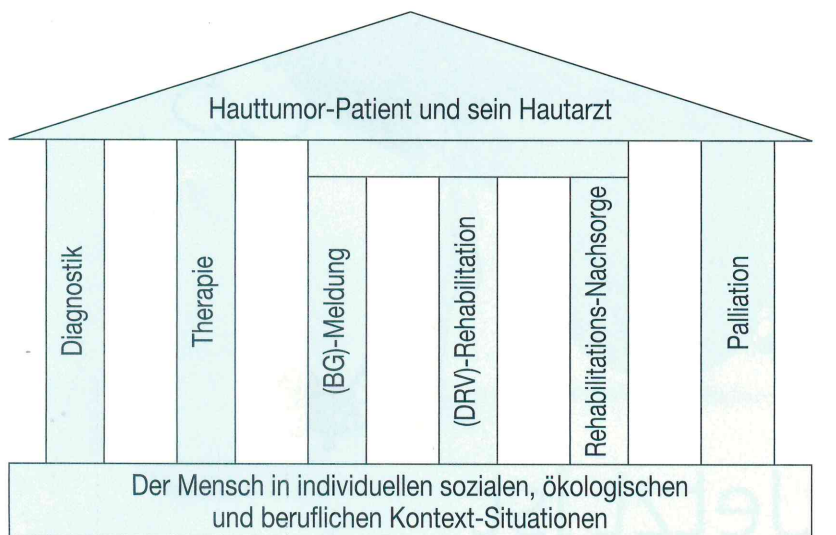 Hauttumor-Patient und sein Hautarzt
Diagnostik
Therapie
(BG)-Meldung
(DRV)-Rehabilitation
Rehabilitations-Nachsorge
Palliation
Der Mensch in individuellen sozialen, ökologischen
und beruflichen Kontext-Situationen